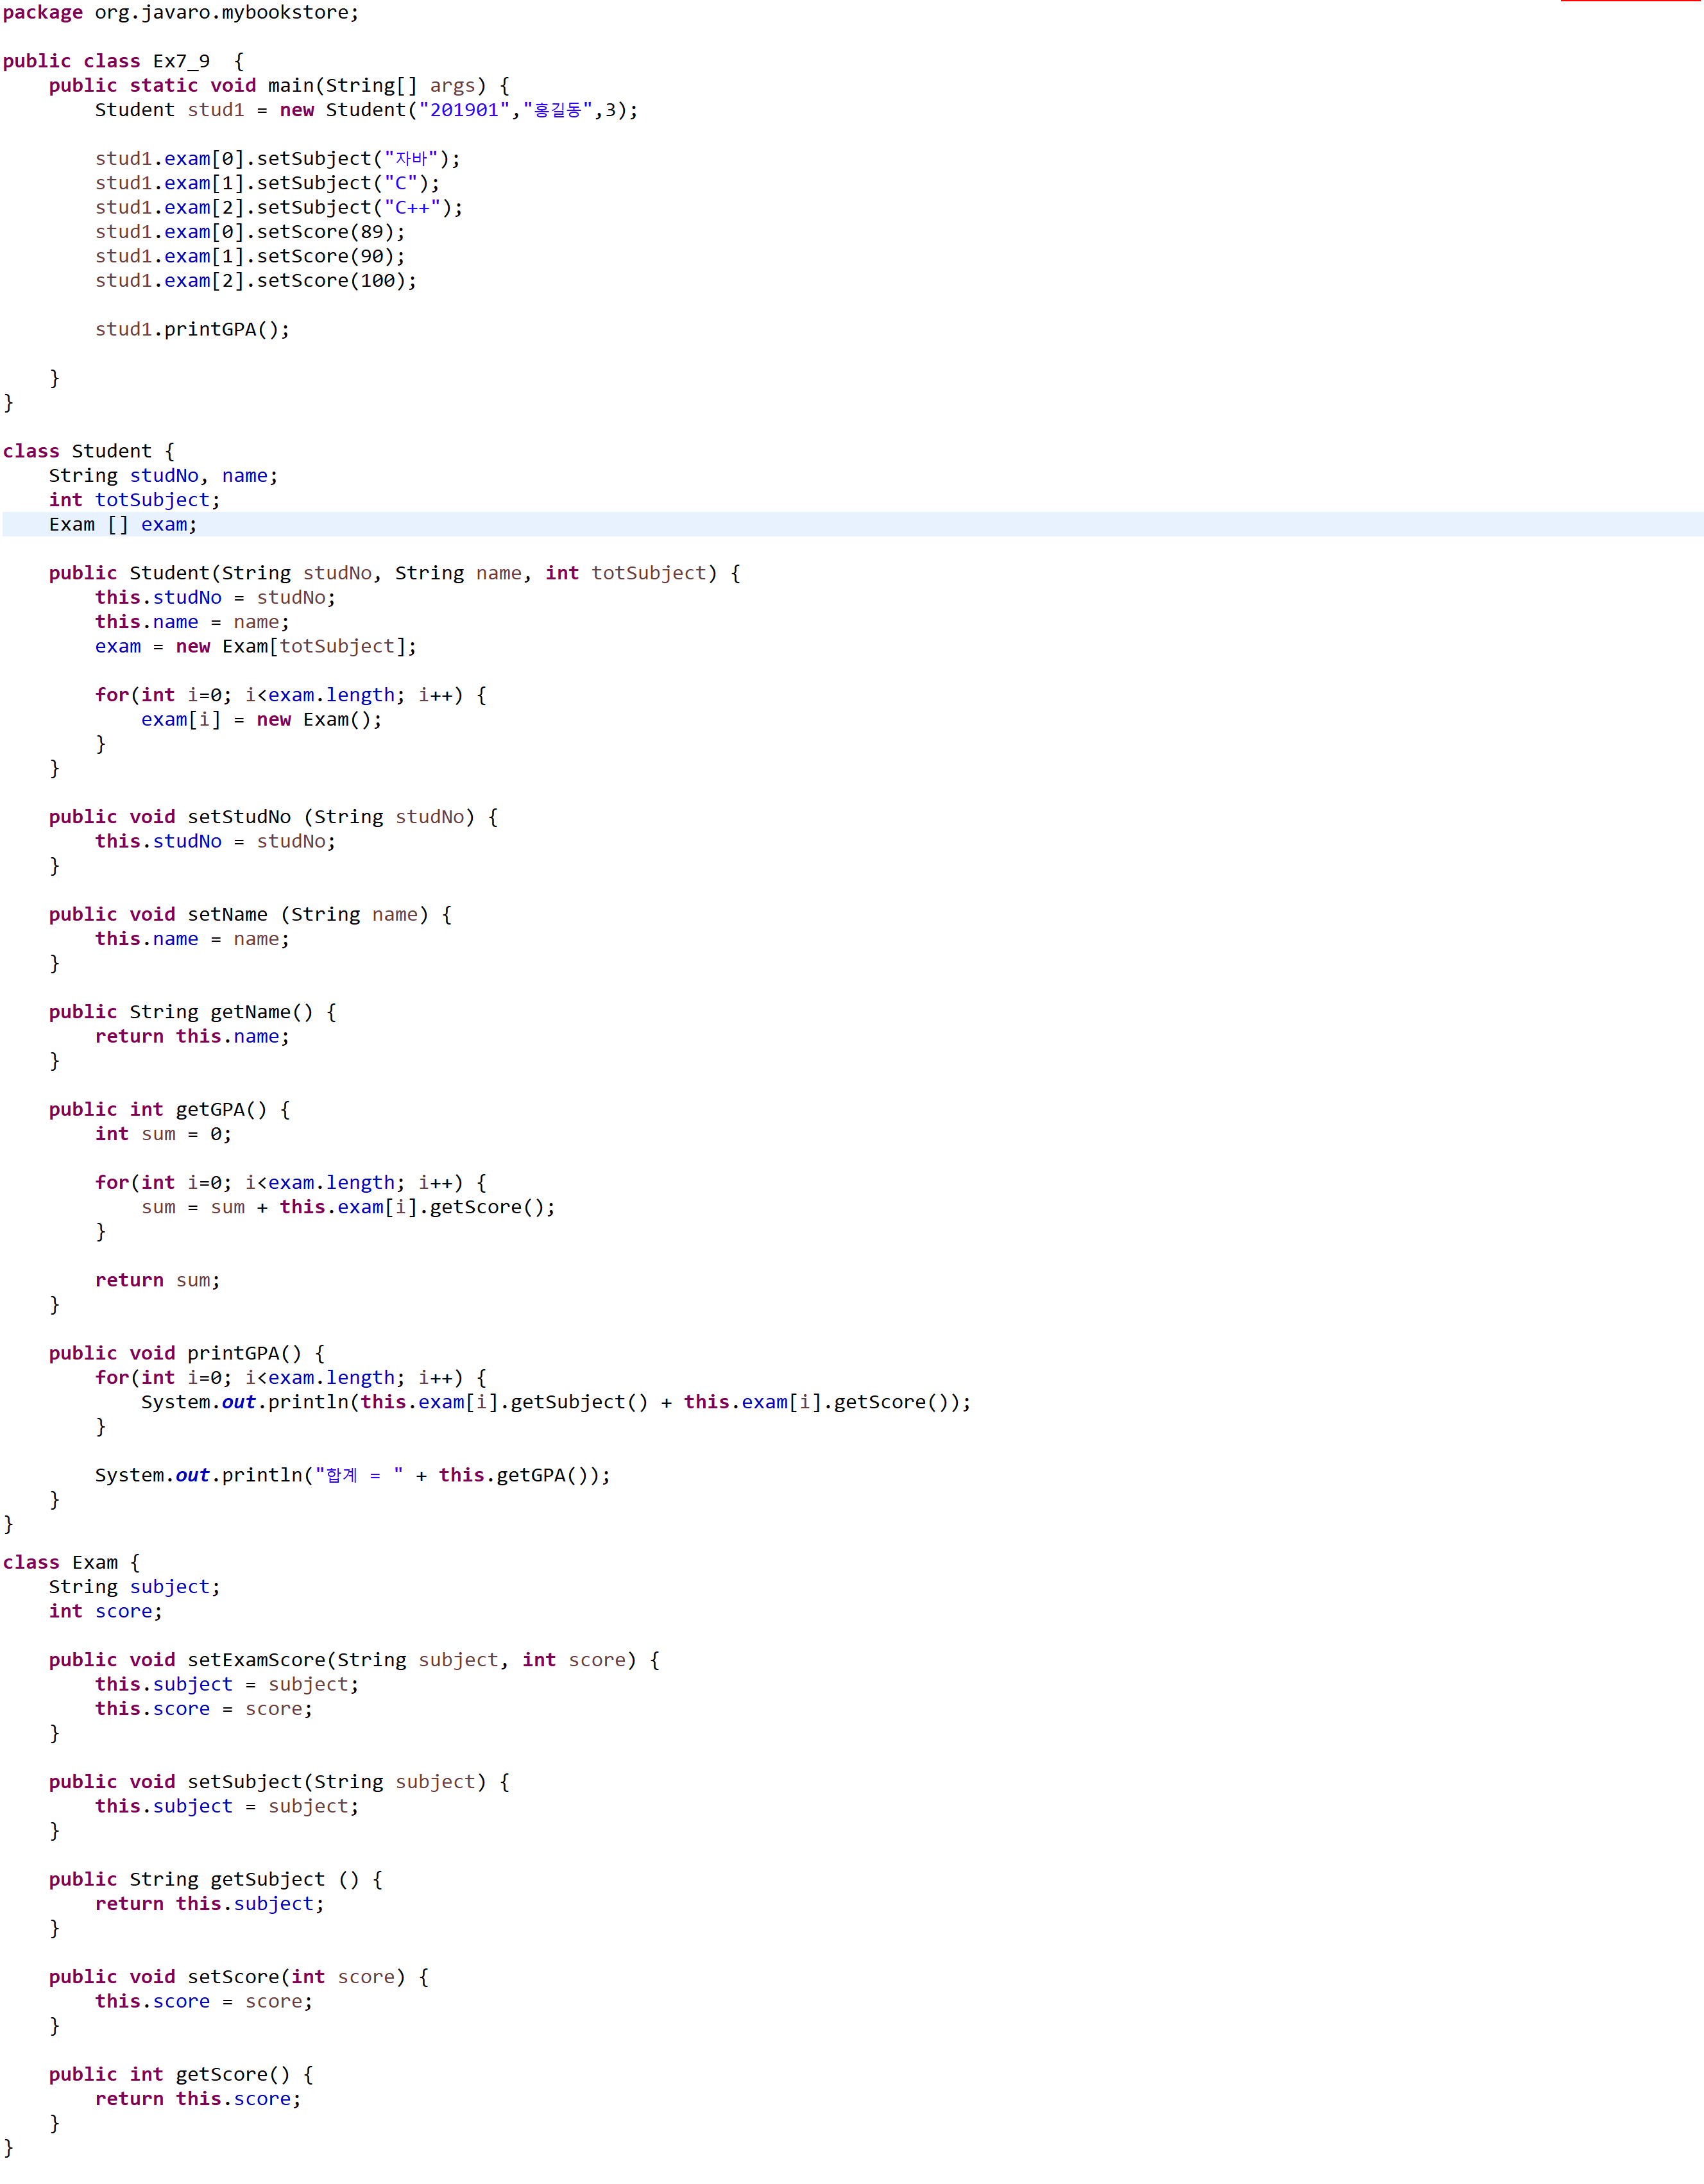 package org.javaro.mybookstore;
public class Ex7_9  {
    public static void main(String[] args) {
        Student stud1 = new Student("201901","홍길동",3);
        stud1.exam[0].setSubject("자바");
        stud1.exam[1].setSubject("C");
        stud1.exam[2].setSubject("C++");
        stud1.exam[0].setScore(89);
        stud1.exam[1].setScore(90);
        stud1.exam[2].setScore(100);
        stud1.printGPA();
    }
}
class Student {
    String studNo, name;
    int totSubject;
    Exam [] exam;
    public Student(String studNo, String name, int totSubject) {
        this.studNo = studNo;
        this.name = name;
        exam = new Exam[totSubject];
        for(int i=0; i<exam.length; i++) {
            exam[i] = new Exam();
        }
    }
    public void setStudNo (String studNo) {
        this.studNo = studNo;
    }
    public void setName (String name) {
        this.name = name;
    }
    public String getName() {
        return this.name;
    }
    public int getGPA() {
        int sum = 0;
        for(int i=0; i<exam.length; i++) {
            sum = sum + this.exam[i].getScore();
        }
        return sum;
    }
    public void printGPA() {
        for(int i=0; i<exam.length; i++) {
            System.out.println(this.exam[i].getSubject() + this.exam[i].getScore());
        }
        System.out.println("합계 = " + this.getGPA());
    }
}
class Exam {
    String subject;
    int score;
    public void setExamScore(String subject, int score) {
        this.subject = subject;
        this.score = score;
    }
    public void setSubject(String subject) {
        this.subject = subject;
    }
    public String getSubject () {
        return this.subject;
    }
    public void setScore(int score) {
        this.score = score;
    }
    public int getScore() {
        return this.score;
    }
}